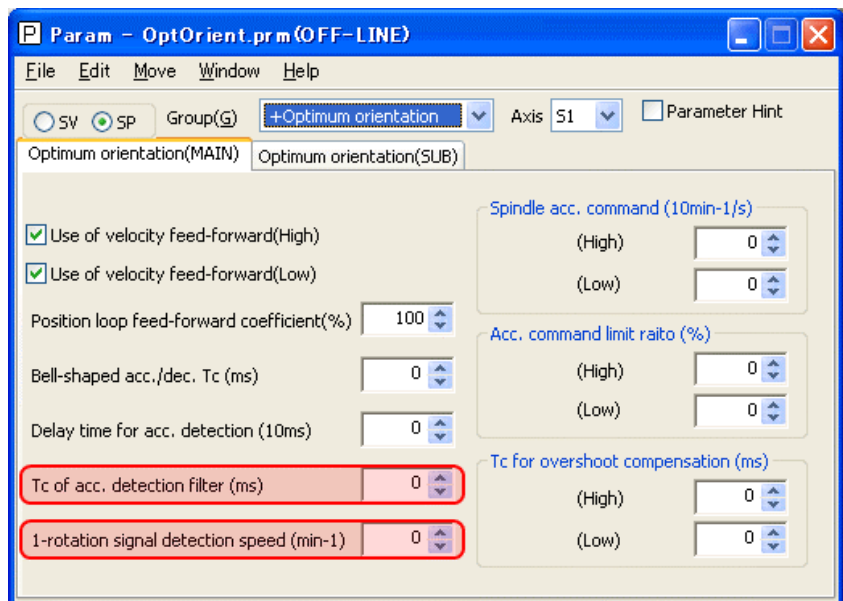 P Param - OptOrient.prm(OFF-LINE)
File Edit Move Window Help
SV SP Group(G) +Optimum orientation Axis S1 Parameter Hint
Optimum orientation(MAIN) Optimum orientation(SUB)
Use of velocity feed-forward(High)
Use of velocity feed-forward(Low)
Position loop feed-forward coefficient(%) 100
Bell-shaped acc./dec. Tc (ms) 0
Delay time for acc. detection (10ms) 0
Tc of acc. detection filter (ms) 0
1-rotation signal detection speed (min-1) 0
Spindle acc. command (10min-1/s)
(High) 0
(Low) 0
Acc. command limit raito (%)
(High) 0
(Low) 0
Tc for overshoot compensation (ms)
(High) 0
(Low) 0